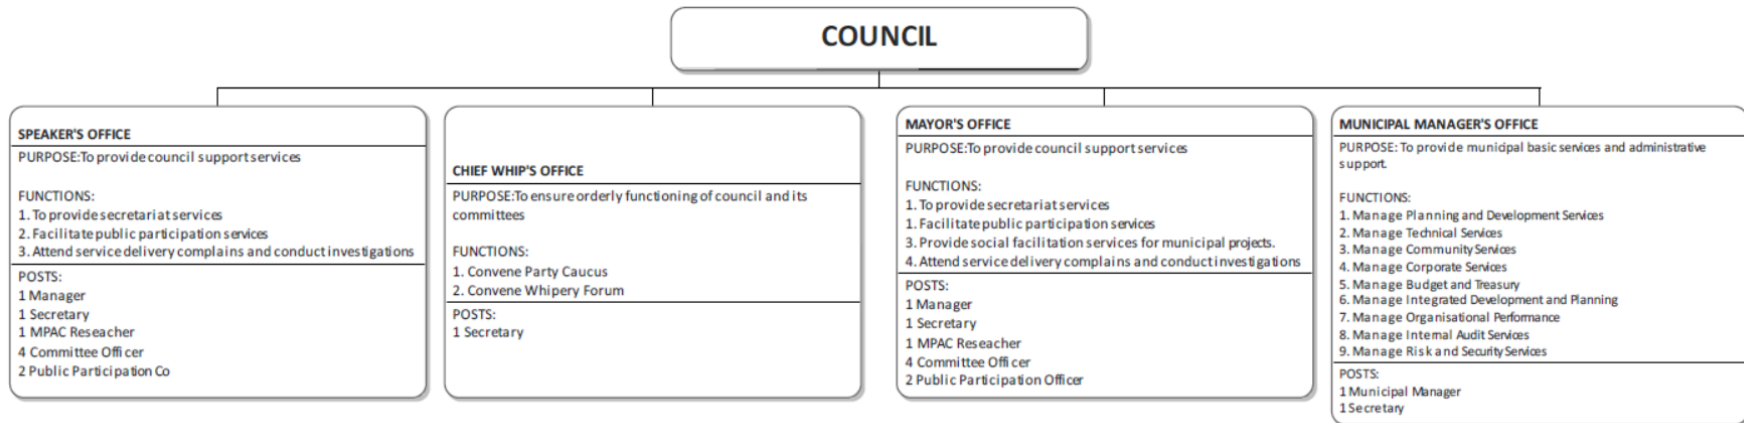 COUNCIL
SPEAKER'S OFFICE
PURPOSE:To provide council support services
FUNCTIONS:
1. To provide secretariat services
2. Facilitate public participation services
3. Attend service delivery complains and conduct investigations
POSTS:
1 Manager
1 Secretary
1 MPAC Reseacher
4 Committee Officer
2 Public Participation Co
CHIEF WHIP'S OFFICE
PURPOSE:To ensure orderly functioning of council and its
committees
FUNCTIONS:
1. Convene Party Caucus
2. Convene Whipery Forum
POSTS:
1 Secretary
MAYOR'S OFFICE
PURPOSE:To provide council support services
FUNCTIONS:
1. To provide secretariat services
1. Facilitate public participation services
3. Provide social facilitation services for municipal projects.
4. Attend service delivery complains and conduct investigations
POSTS:
1 Manager
1 Secretary
1 MPAC Reseacher
4 Committee Officer
2 Public Participation Officer
MUNICIPAL MANAGER'S OFFICE
PURPOSE: To provide municipal basic services and administrative
support.
FUNCTIONS:
1. Manage Planning and Development Services
2. Manage Technical Services
3. Manage Community Services
4. Manage Corporate Services
5. Manage Budget and Treasury
6. Manage Integrated Development and Planning
7. Manage Organisational Performance
8. Manage Internal Audit Services
9. Manage Risk and Security Services
POSTS:
1 Municipal Manager
1 Secretary